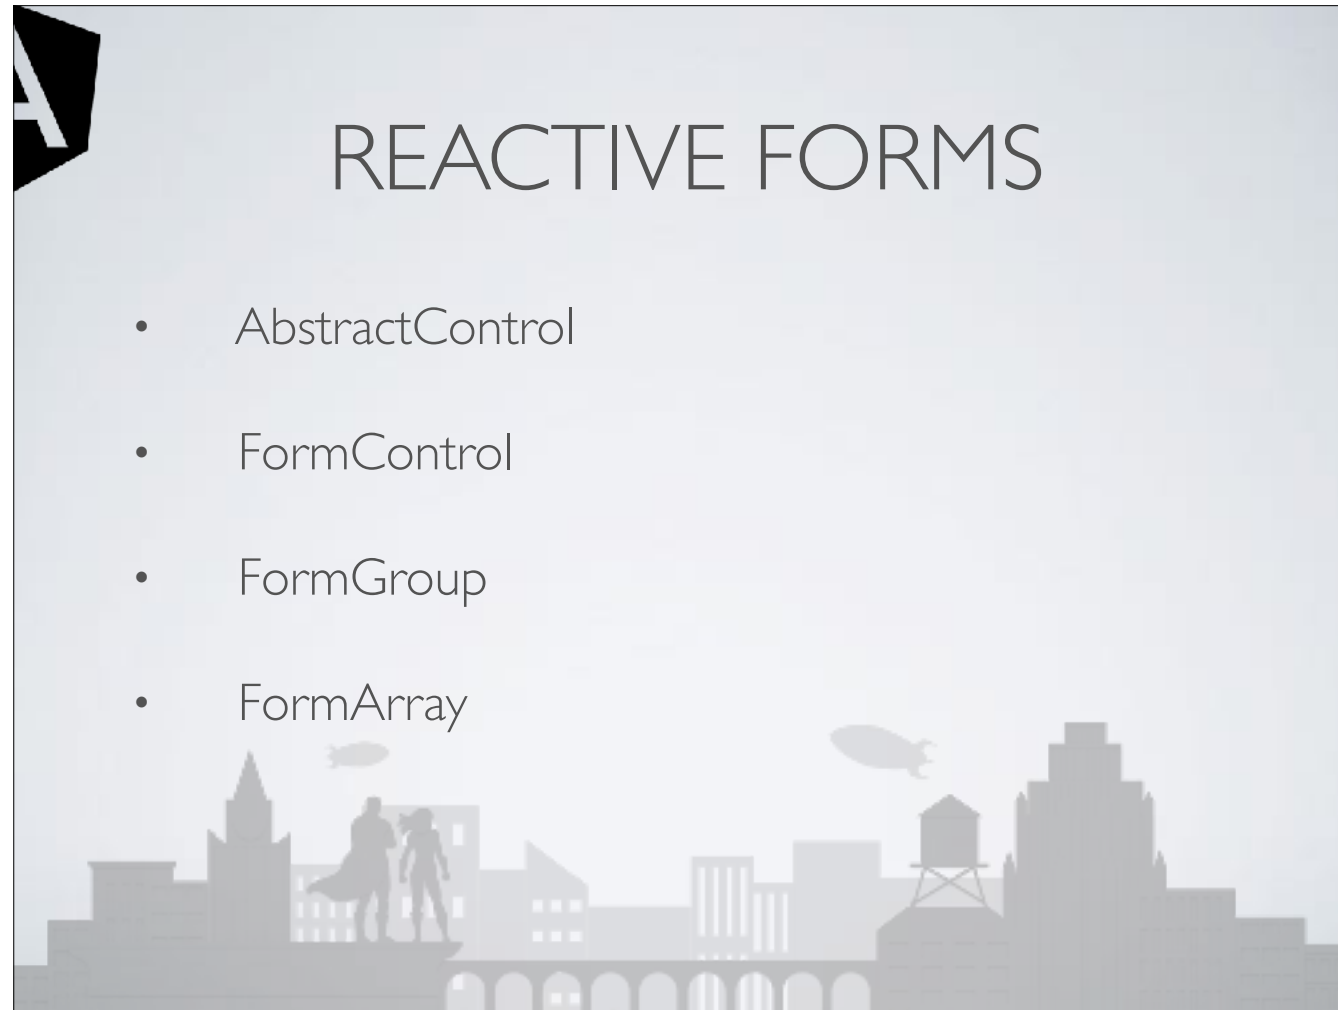 REACTIVE FORMS
• AbstractControl
• FormControl
• FormGroup
• FormArray